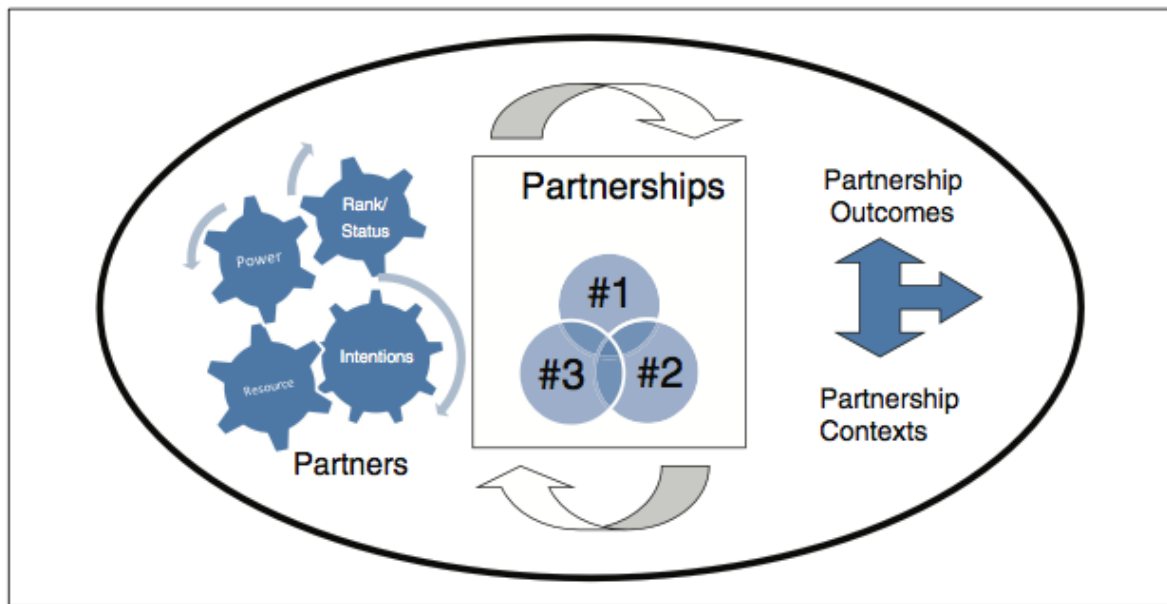 Rank/
Status
Power
Intentions
Resource
Partners
Partnerships
#1
#3
#2
Partnership
Outcomes
Partnership
Contexts